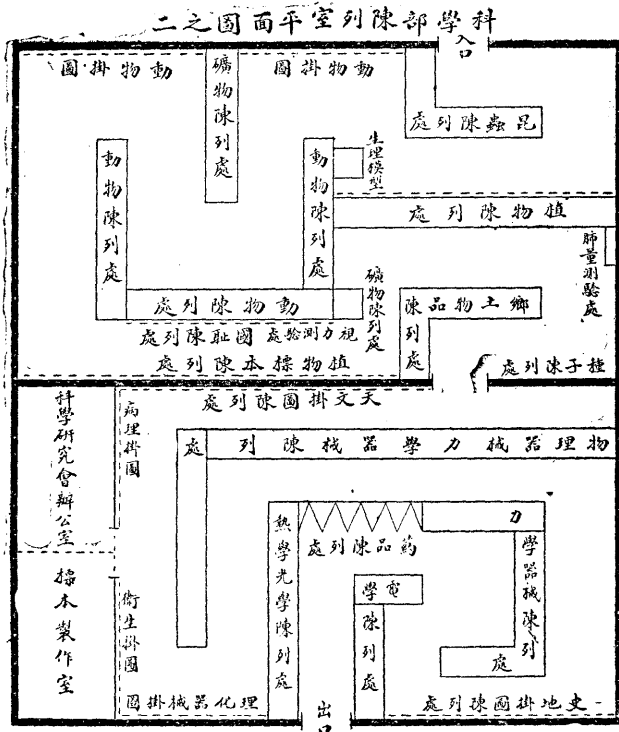 科學部陳列室平面圖之二
入口
動物掛圖
動物掛圖
礦物陳列處
昆蟲陳列處
生理模型
動物陳列處
動物陳列處
植物陳列處
肺量測驗處
動物陳列處
礦物陳列處
鄉土物品陳列處
視力測驗處
國恥陳列處
植物標本陳列處
種子陳列處
天文掛圖陳列處
科學研究會辦公室
病理掛圖
物理器械力學器械陳列處
熱學光學陳列處
藥品陳列處
力學器械陳列處
電學陳列處
標本製作室
衛生掛圖
理化器械掛圖
史地掛圖陳列處
出口